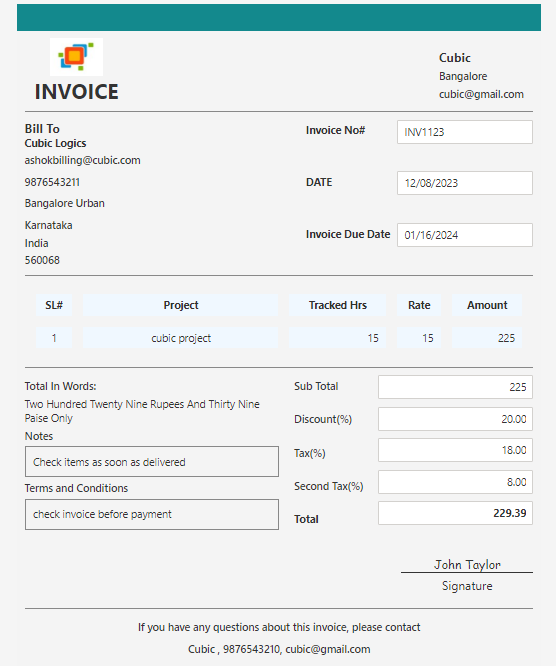 INVOICE
Cubic
Bangalore
cubic@gmail.com
Bill To
Cubic Logics
ashokbilling@cubic.com
9876543211
Bangalore Urban
Karnataka
India
560068
Invoice No# INV1123
DATE 12/08/2023
Invoice Due Date 01/16/2024
SL# Project Tracked Hrs Rate Amount
1 cubic project 15 15 225
Total In Words:
Two Hundred Twenty Nine Rupees And Thirty Nine
Paise Only
Notes
Check items as soon as delivered
Terms and Conditions
check invoice before payment
Sub Total 225
Discount(%) 20.00
Tax(%) 18.00
Second Tax(%) 8.00
Total 229.39
John Taylor
Signature
If you have any questions about this invoice, please contact
Cubic , 9876543210, cubic@gmail.com